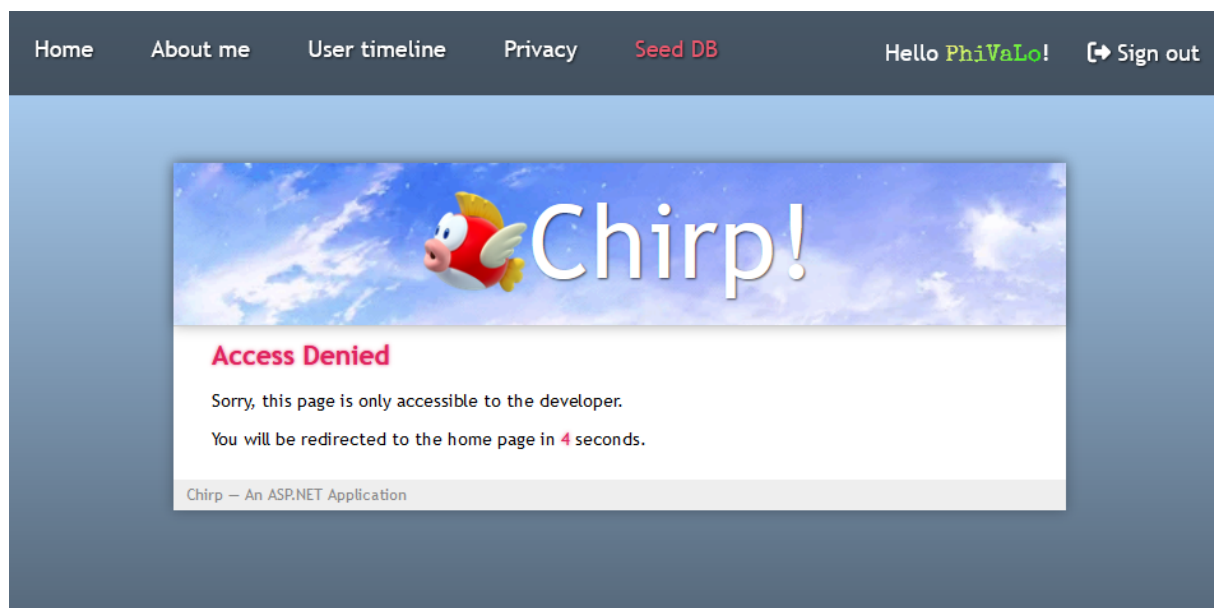 Home About me User timeline Privacy Seed DB Hello PhiVaLo! Sign out
Chirp!
Access Denied
Sorry, this page is only accessible to the developer.
You will be redirected to the home page in 4 seconds.
Chirp — An ASP.NET Application